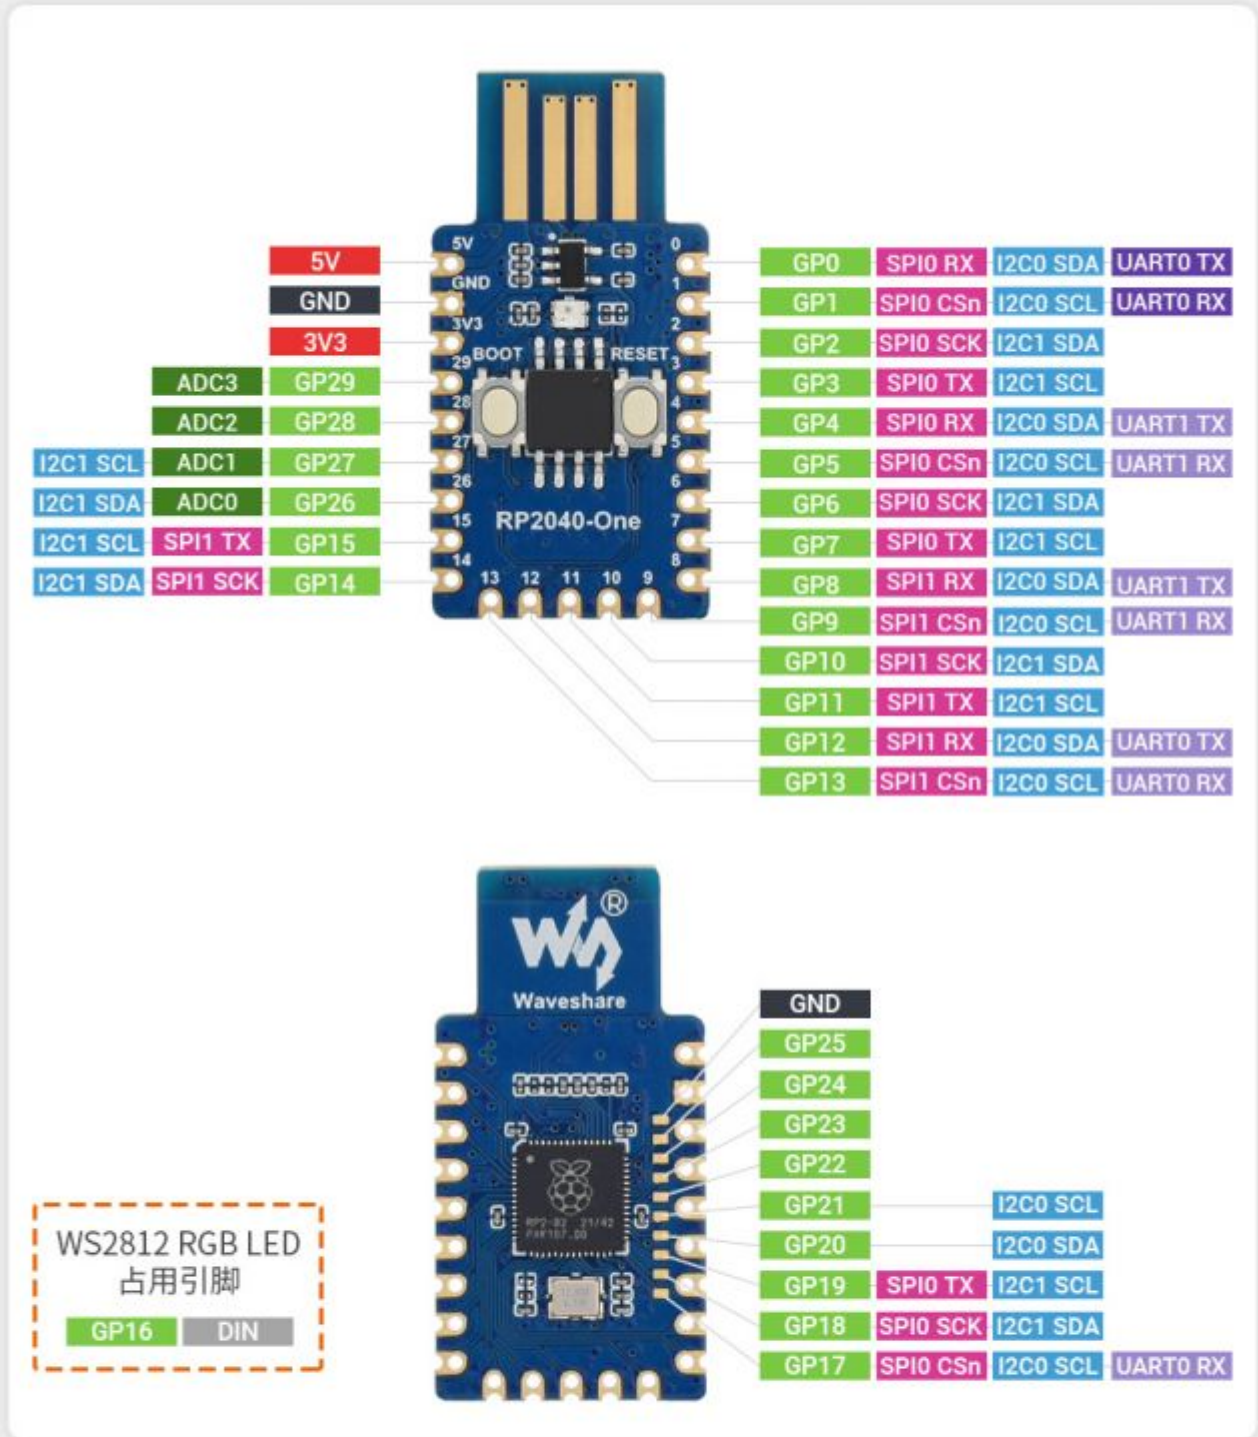 5V
GND
3V3
ADC3 GP29
ADC2 GP28
I2C1 SCL ADC1 GP27
I2C1 SDA ADC0 GP26
I2C1 SCL SPI1 TX GP15
I2C1 SDA SPI1 SCK GP14
5V 0
GND 1
3V3 2
29 BOOT RESET 3
28 4
27 5
26 6
15 RP2040-One 7
14 8
13 12 11 10 9
GP0 SPI0 RX I2C0 SDA UART0 TX
GP1 SPI0 CSn I2C0 SCL UART0 RX
GP2 SPI0 SCK I2C1 SDA
GP3 SPI0 TX I2C1 SCL
GP4 SPI0 RX I2C0 SDA UART1 TX
GP5 SPI0 CSn I2C0 SCL UART1 RX
GP6 SPI0 SCK I2C1 SDA
GP7 SPI0 TX I2C1 SCL
GP8 SPI1 RX I2C0 SDA UART1 TX
GP9 SPI1 CSn I2C0 SCL UART1 RX
GP10 SPI1 SCK I2C1 SDA
GP11 SPI1 TX I2C1 SCL
GP12 SPI1 RX I2C0 SDA UART0 TX
GP13 SPI1 CSn I2C0 SCL UART0 RX
®
Waveshare
RP2-B2 21/42
GND
GP25
GP24
GP23
GP22
GP21 I2C0 SCL
GP20 I2C0 SDA
GP19 SPI0 TX I2C1 SCL
GP18 SPI0 SCK I2C1 SDA
GP17 SPI0 CSn I2C0 SCL UART0 RX
WS2812 RGB LED
占用引脚
GP16 DIN